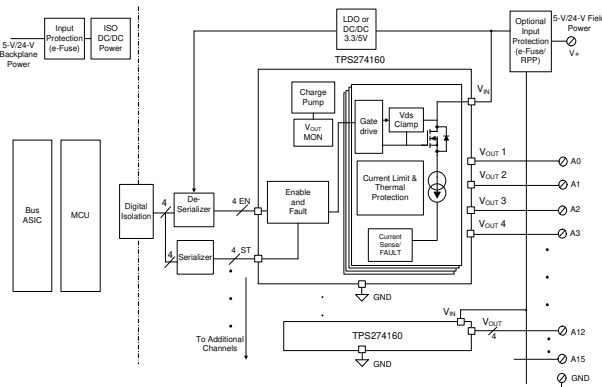 5-V/24-V
Backplane
Power
Input
Protection
(e-Fuse)
ISO
DC/DC
Power
LDO or
DC/DC
3.3/5V
Optional
Input
Protection
(e-Fuse/
RPP)
5-V/24-V Field
Power
V+
TPS274160
VIN
Charge
Pump
VOUT
MON
Gate
drive
Vds
Clamp
Current Limit &
Thermal
Protection
Current
Sense/
FAULT
Enable
and
Fault
Bus
ASIC
MCU
Digital
Isolation
4
4
De-
Serializer
Serializer
4 EN
4 ST
VOUT 1
VOUT 2
VOUT 3
VOUT 4
A0
A1
A2
A3
GND
To Additional
Channels
VIN
TPS274160
VOUT
4
A12
A15
GND
GND